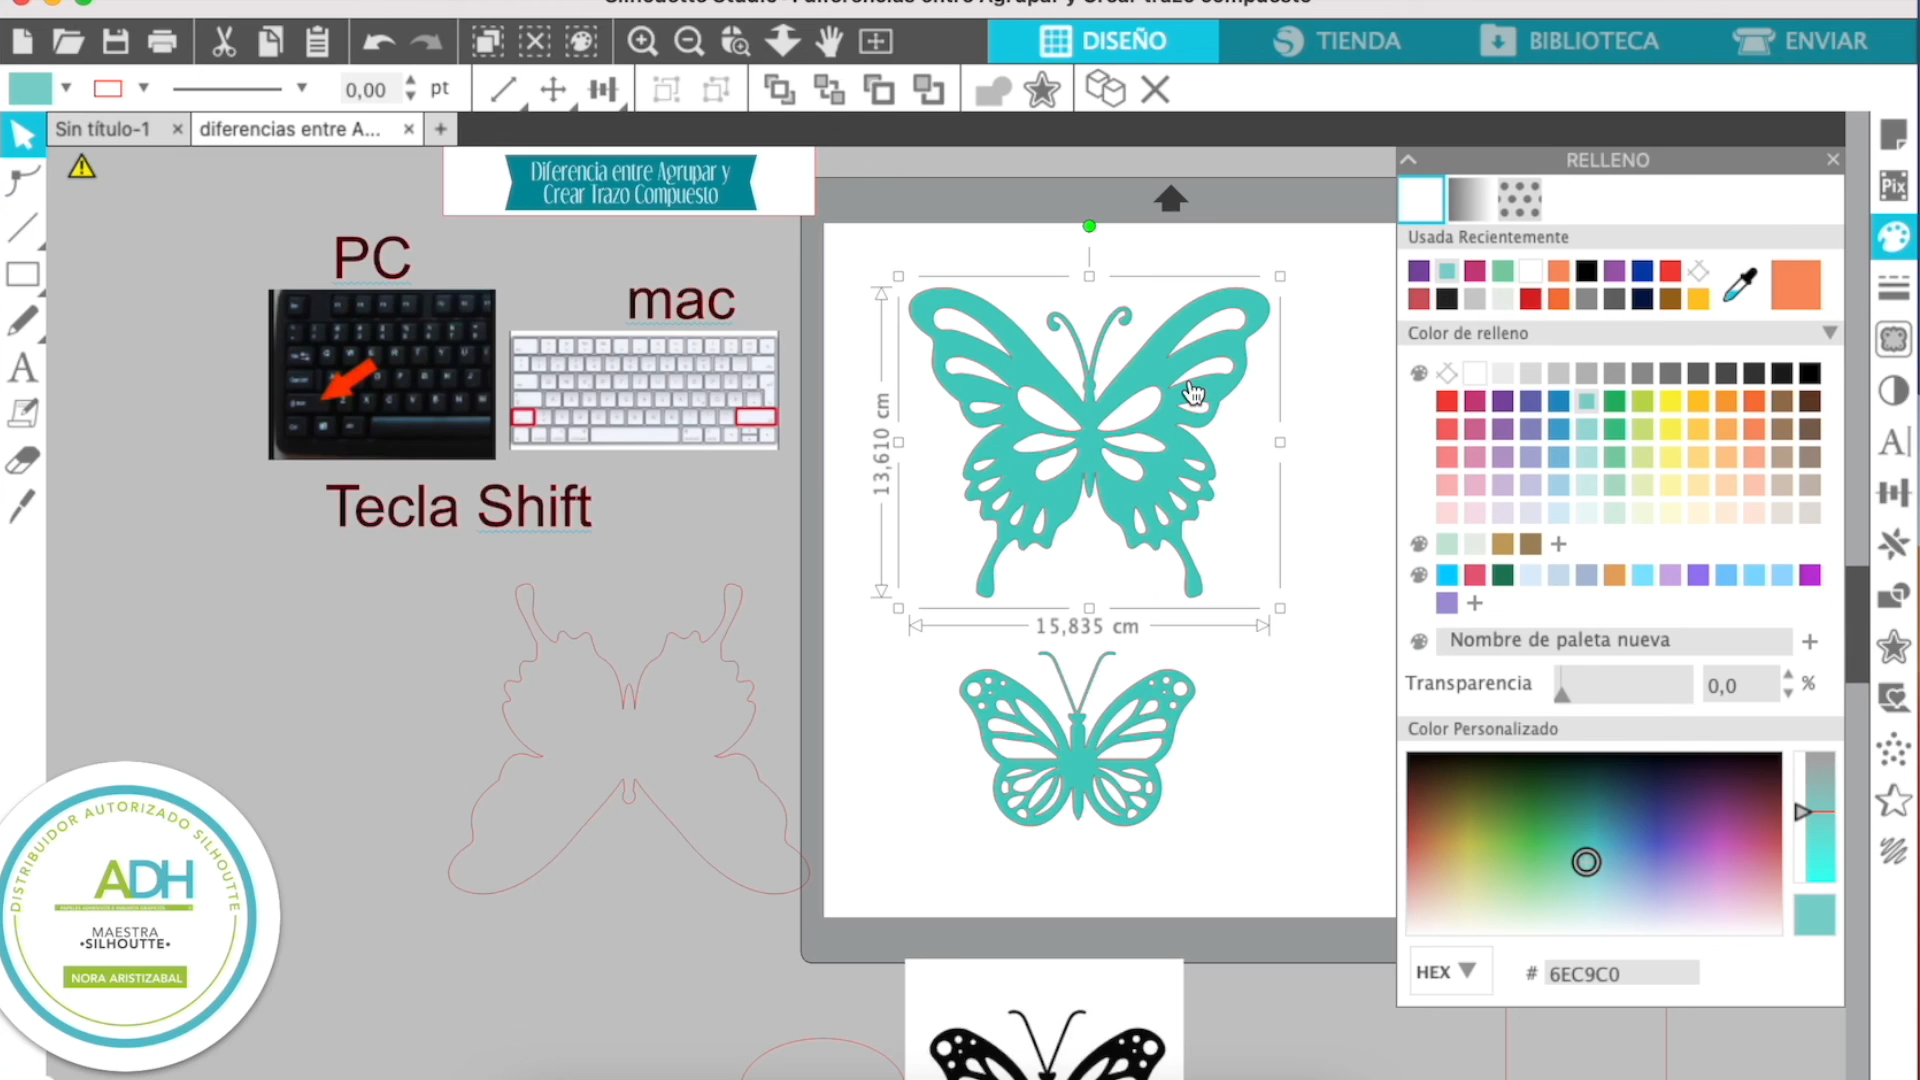 DISEÑO
TIENDA
BIBLIOTECA
ENVIAR
0,00
pt
Sin título-1
diferencias entre A...
Diferencia entre Agrupar y
Crear Trazo Compuesto
PC
mac
Tecla Shift
13,610 cm
15,835 cm
RELLENO
Pix
Usada Recientemente
Color de relleno
Nombre de paleta nueva
Transparencia
0,0
%
Color Personalizado
HEX
#
6EC9C0
DISTRIBUIDOR AUTORIZADO SILHOUTTE
ADH
MAESTRA
•SILHOUTTE•
NORA ARISTIZABAL